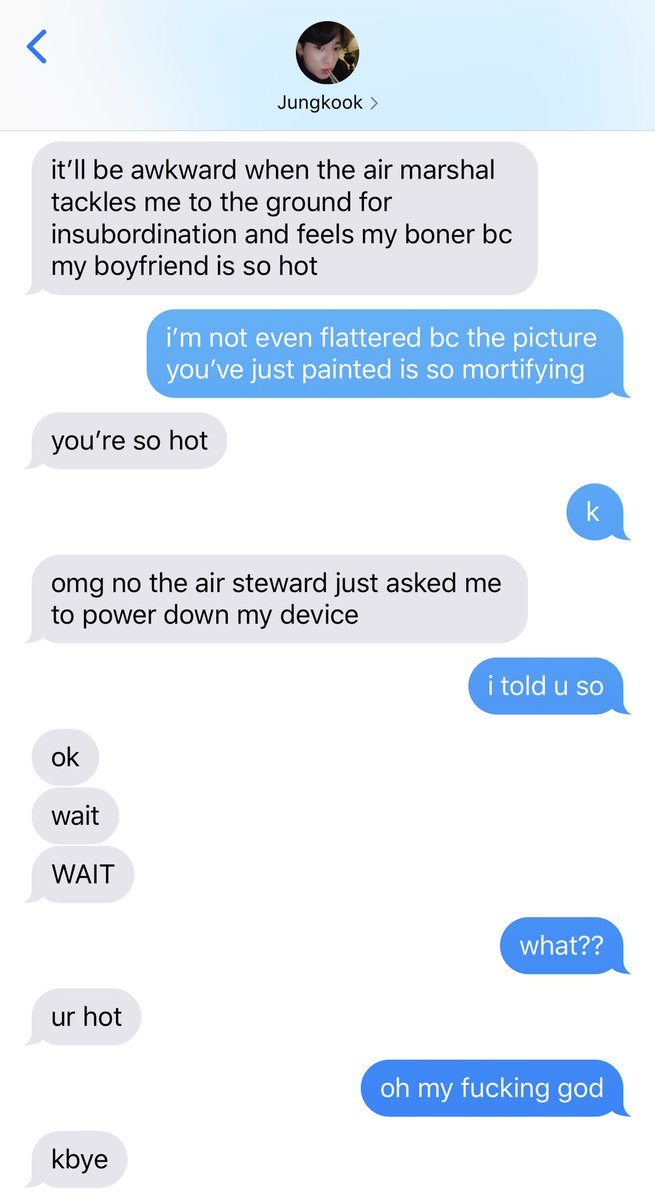 Jungkook
it’ll be awkward when the air marshal
tackles me to the ground for
insubordination and feels my boner bc
my boyfriend is so hot
i’m not even flattered bc the picture
you’ve just painted is so mortifying
you’re so hot
k
omg no the air steward just asked me
to power down my device
i told u so
ok
wait
WAIT
what??
ur hot
oh my fucking god
kbye